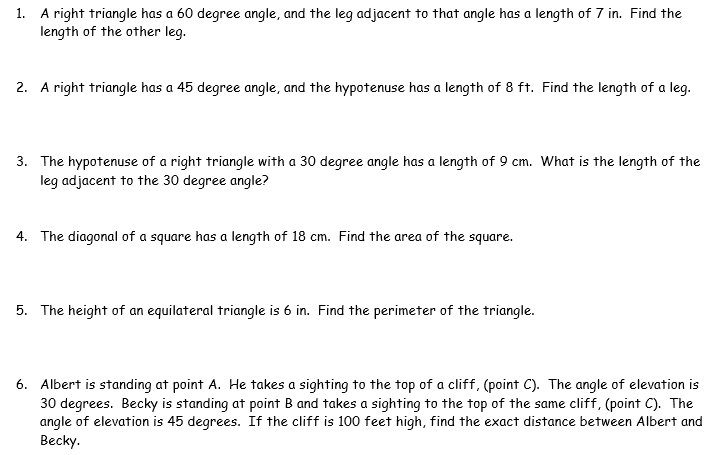 1. A right triangle has a 60 degree angle, and the leg adjacent to that angle has a length of 7 in. Find the
length of the other leg.
2. A right triangle has a 45 degree angle, and the hypotenuse has a length of 8 ft. Find the length of a leg.
3. The hypotenuse of a right triangle with a 30 degree angle has a length of 9 cm. What is the length of the
leg adjacent to the 30 degree angle?
4. The diagonal of a square has a length of 18 cm. Find the area of the square.
5. The height of an equilateral triangle is 6 in. Find the perimeter of the triangle.
6. Albert is standing at point A. He takes a sighting to the top of a cliff, (point C). The angle of elevation is
30 degrees. Becky is standing at point B and takes a sighting to the top of the same cliff, (point C). The
angle of elevation is 45 degrees. If the cliff is 100 feet high, find the exact distance between Albert and
Becky.